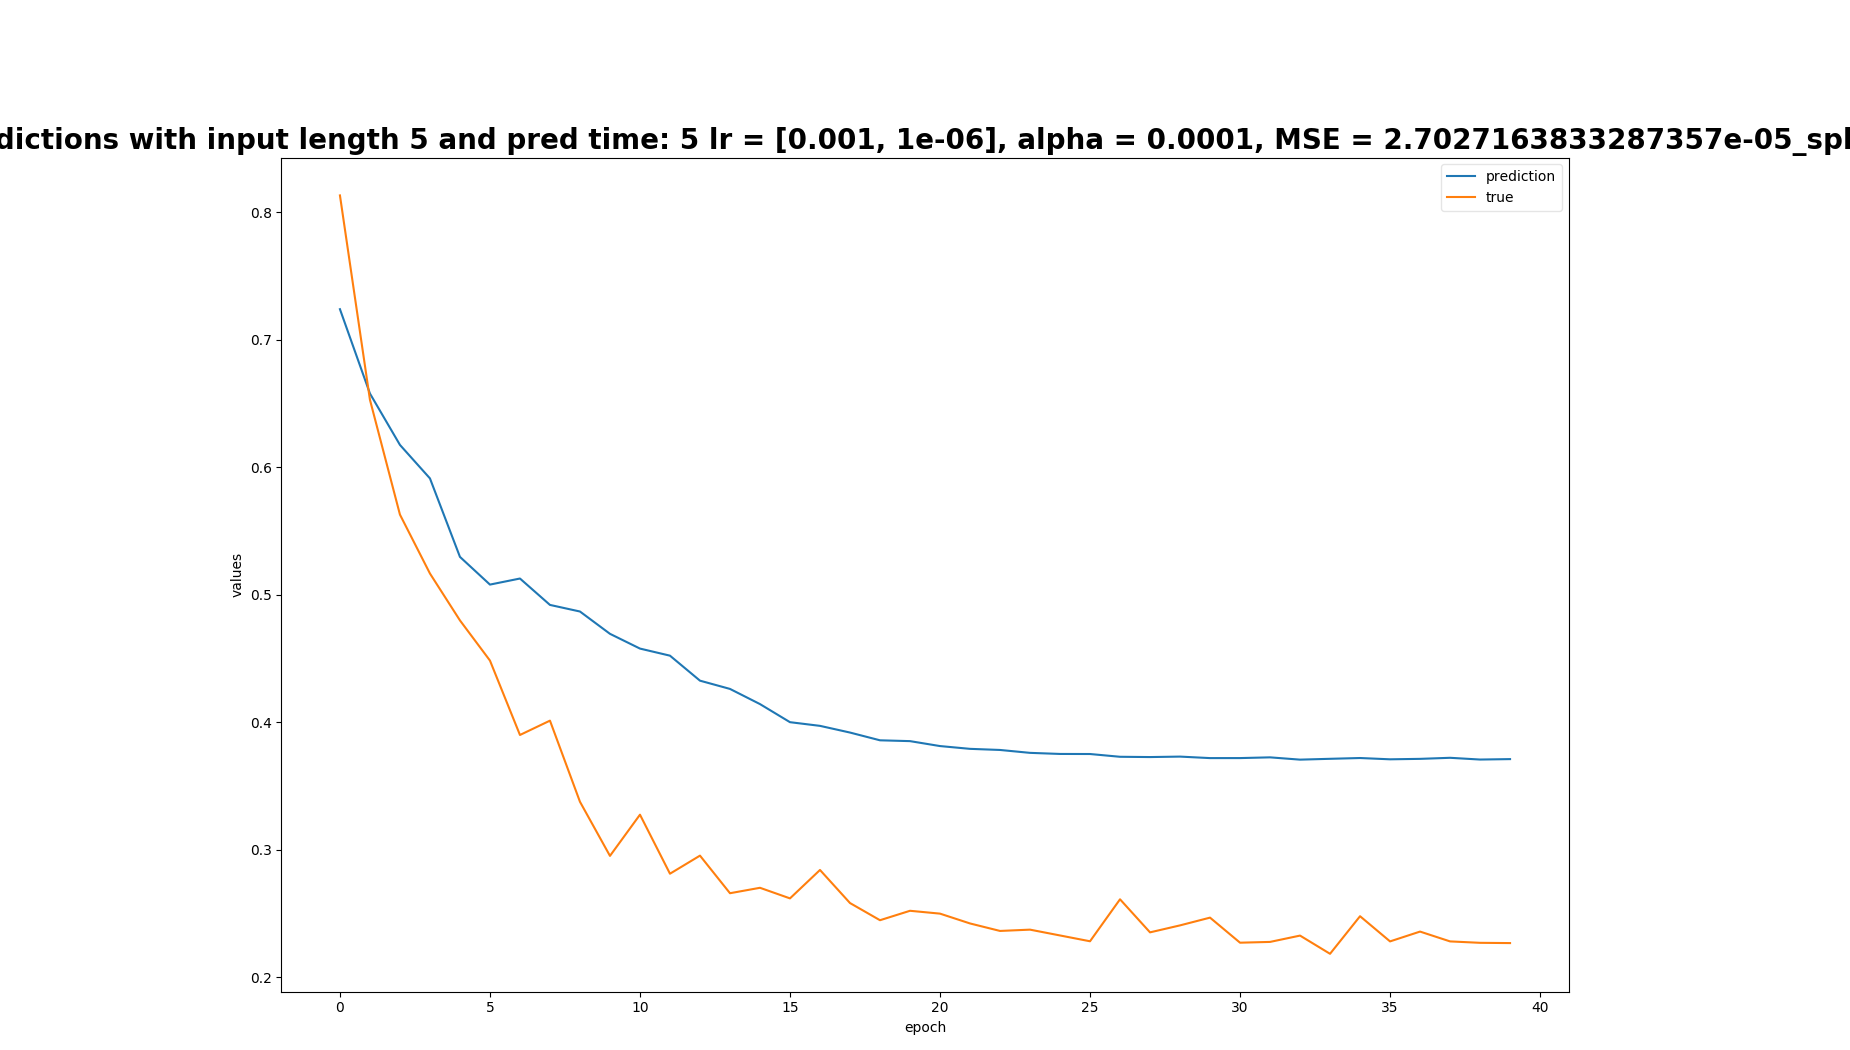 dictions with input length 5 and pred time: 5 lr = [0.001, 1e-06], alpha = 0.0001, MSE = 2.7027163833287357e-05_spl
prediction
true
0.8
0.7
0.6
0.5
0.4
0.3
0.2
values
0 5 10 15 20 25 30 35 40
epoch